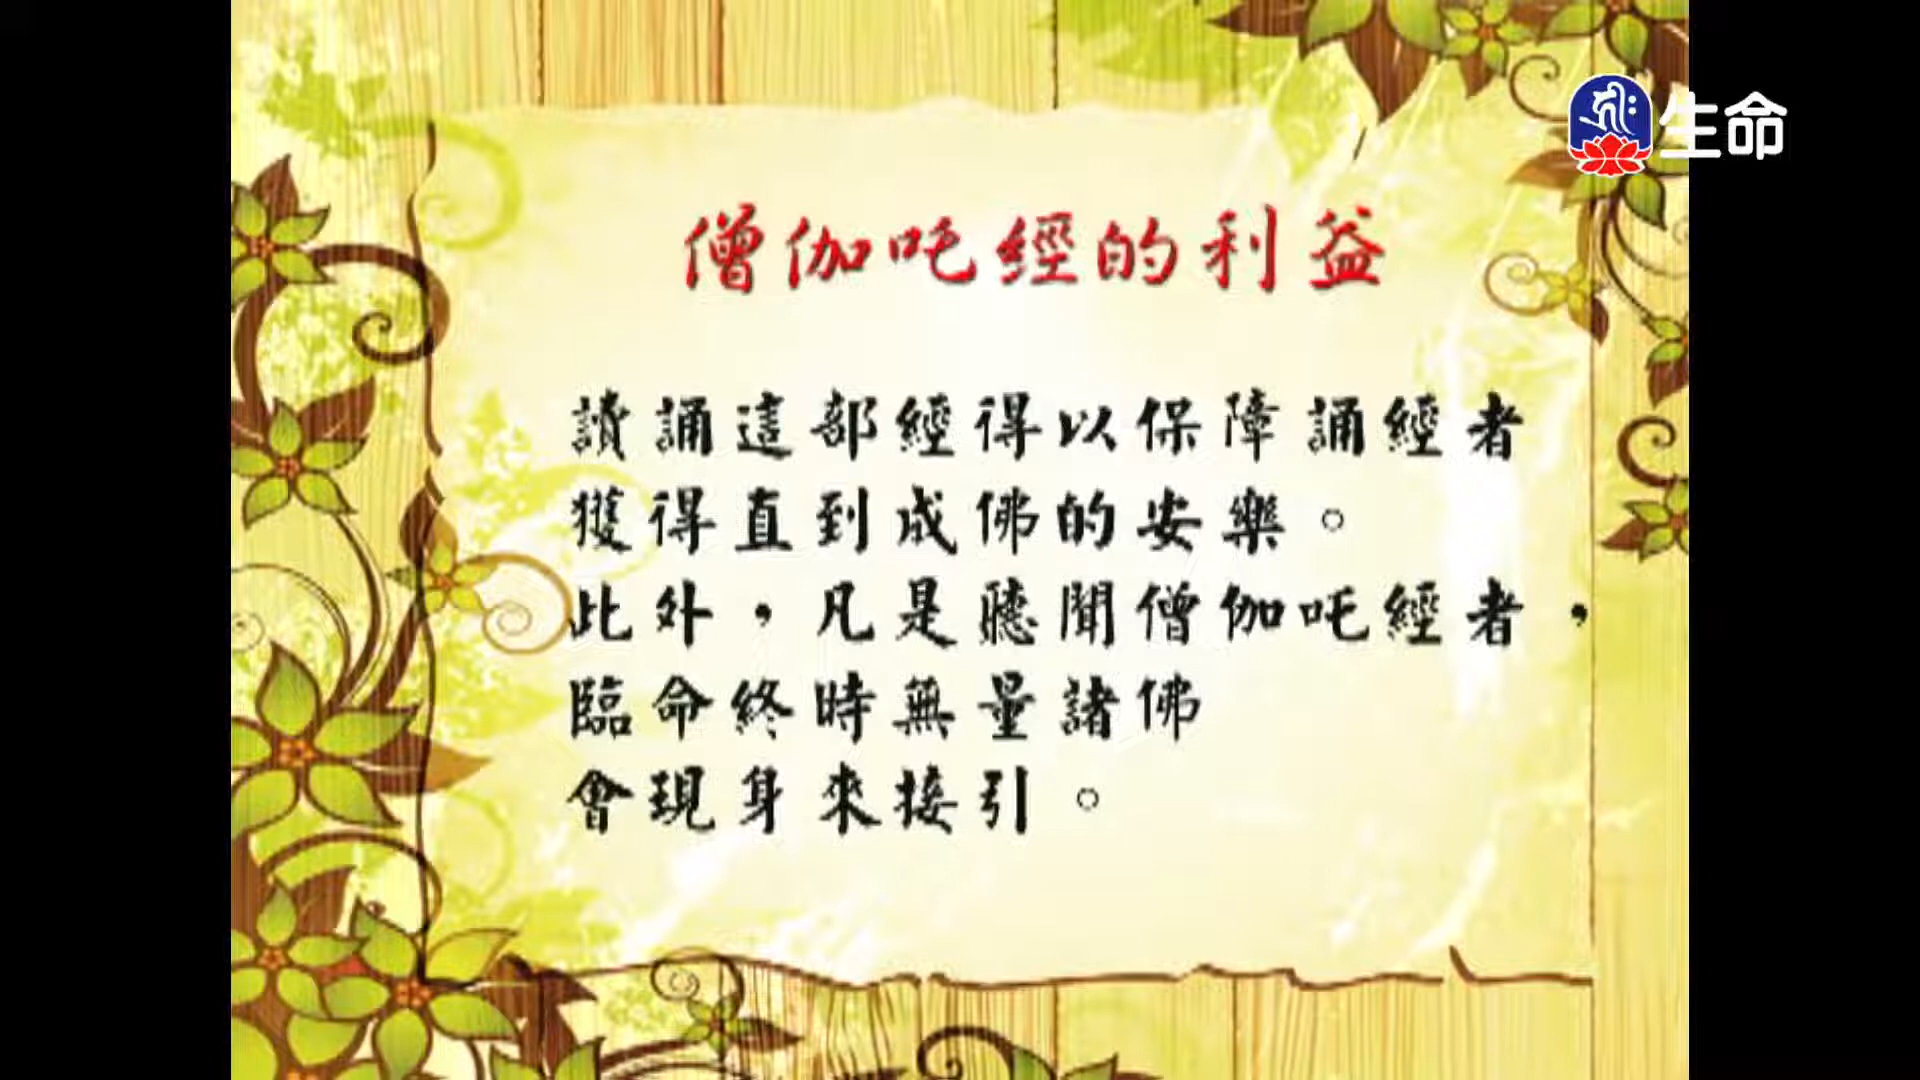 生命
僧伽吒經的利益
讀誦這部經得以保障誦經者
獲得直到成佛的安樂。
此外，凡是聽聞僧伽吒經者，
臨命終時無量諸佛
會現身來接引。